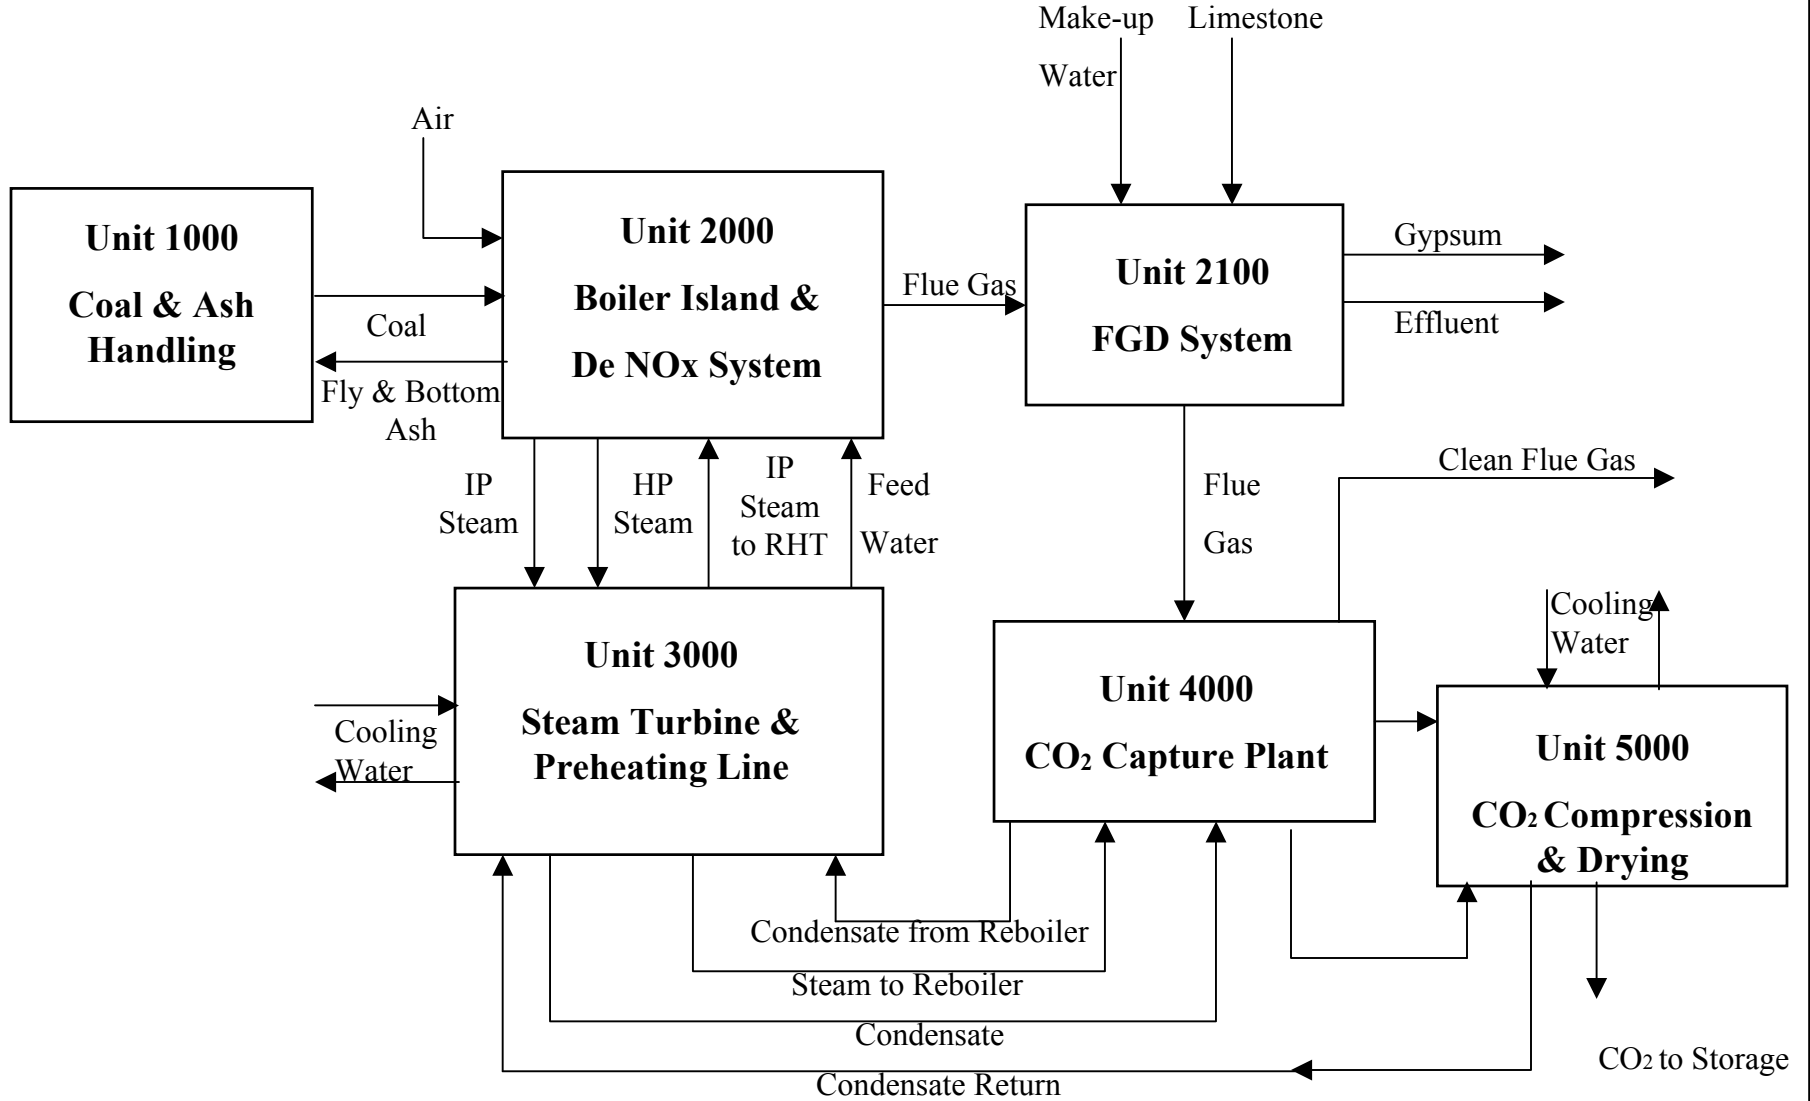 Make-up
Water
Limestone
Air
Unit 1000
Coal & Ash
Handling
Unit 2000
Boiler Island &
De NOx System
Unit 2100
FGD System
Coal
Fly & Bottom
Ash
Flue Gas
Gypsum
Effluent
IP
Steam
HP
Steam
IP
Steam
to RHT
Feed
Water
Flue
Gas
Clean Flue Gas
Cooling
Water
Unit 3000
Steam Turbine &
Preheating Line
Cooling
Water
Unit 4000
CO2 Capture Plant
Unit 5000
CO2 Compression
& Drying
Condensate from Reboiler
Steam to Reboiler
Condensate
Condensate Return
CO2 to Storage